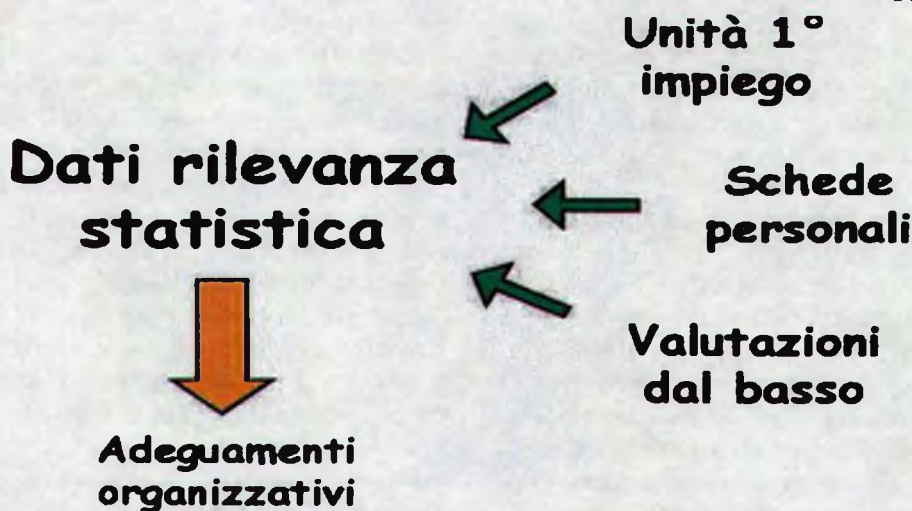 Unità 1°
impiego
Dati rilevanza
statistica
Schede
personali
Valutazioni
dal basso
Adeguamenti
organizzativi